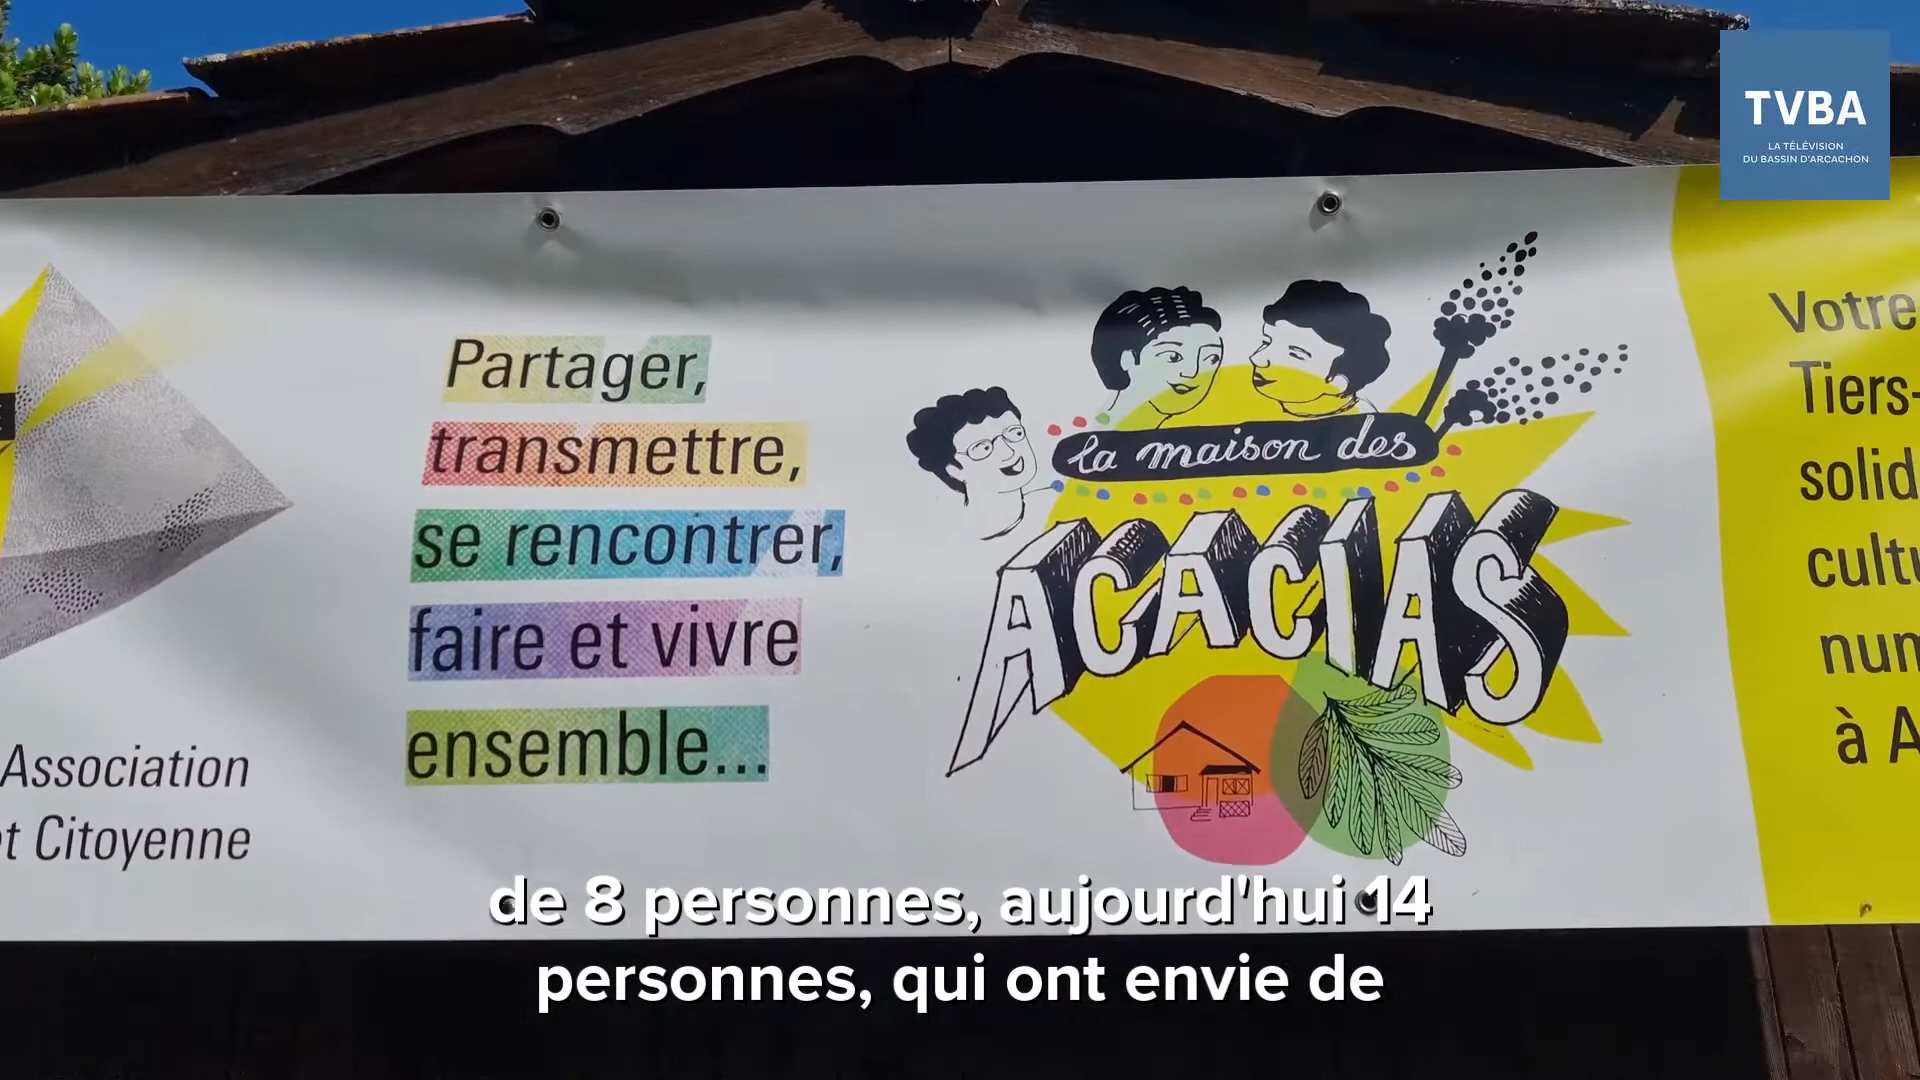 TVBA
LA TÉLÉVISION
DU BASSIN D'ARCACHON
Partager,
transmettre,
se rencontrer,
faire et vivre
ensemble...
la maison des
ACACIAS
Votre
Tiers-
solid
cultu
num
à A
Association
et Citoyenne
de 8 personnes, aujourd'hui 14
personnes, qui ont envie de